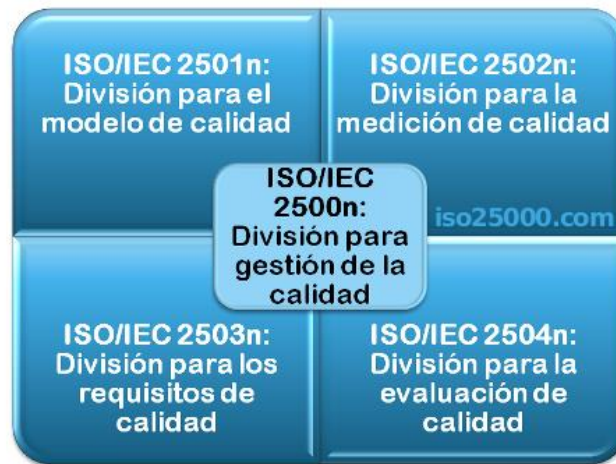 ISO/IEC 2501n:
División para el
modelo de calidad
ISO/IEC 2502n:
División para la
medición de calidad
ISO/IEC
2500n:
División para
gestión de la
calidad
iso25000.com
ISO/IEC 2503n:
División para los
requisitos de
calidad
ISO/IEC 2504n:
División para la
evaluación de
calidad